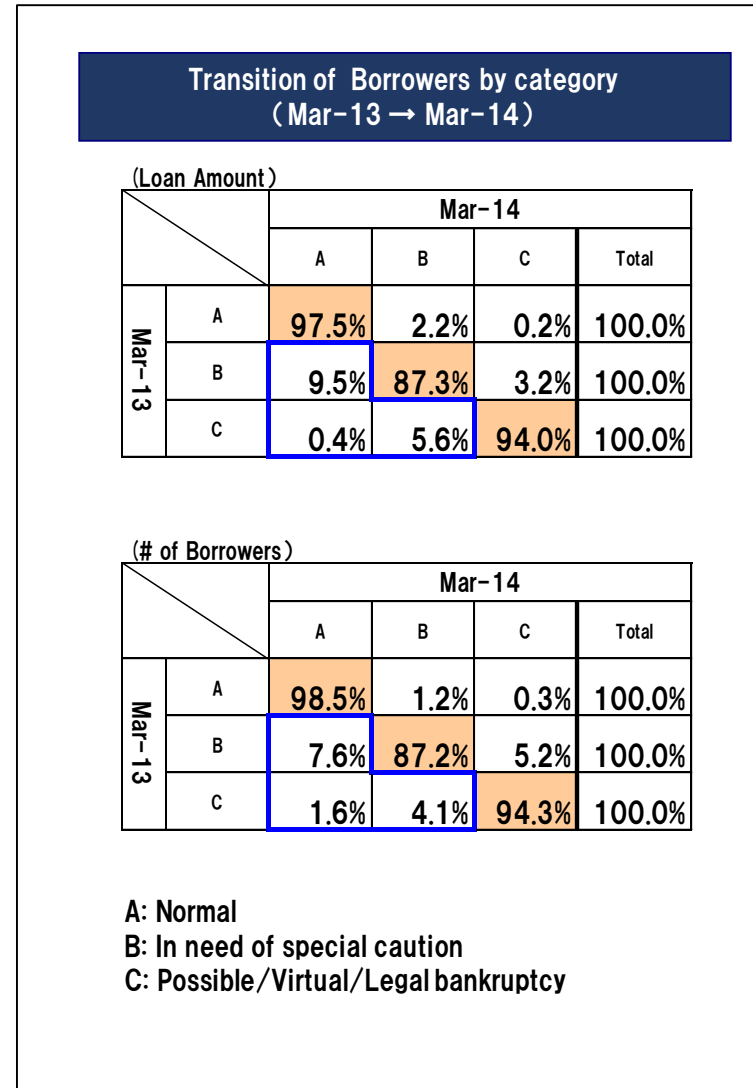 Transition of Borrowers by category
（Mar-13 → Mar-14）
(Loan Amount）
Mar-14
A B C Total
Mar-13
A 97.5% 2.2% 0.2% 100.0%
B 9.5% 87.3% 3.2% 100.0%
C 0.4% 5.6% 94.0% 100.0%
(# of Borrowers）
Mar-14
A B C Total
Mar-13
A 98.5% 1.2% 0.3% 100.0%
B 7.6% 87.2% 5.2% 100.0%
C 1.6% 4.1% 94.3% 100.0%
A: Normal
B: In need of special caution
C: Possible/Virtual/Legal bankruptcy